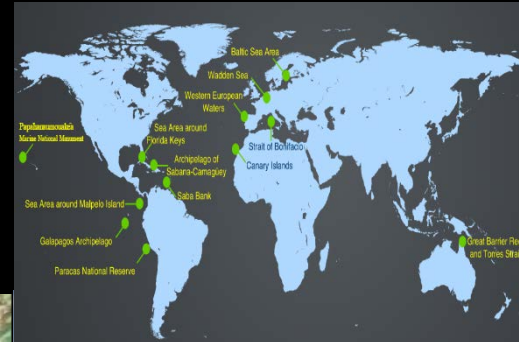 Baltic Sea Area
Wadden Sea
Western European
Waters
Marine National Monument
Sea Area around
Florida Keys
Strait of Bonifacio
Archipelago of
Sabana-Camagüey
Canary Islands
Saba Bank
Sea Area around Malpelo Island
Galapagos Archipelago
Great Barrier Re
and Torres Strai
Paracas National Reserve